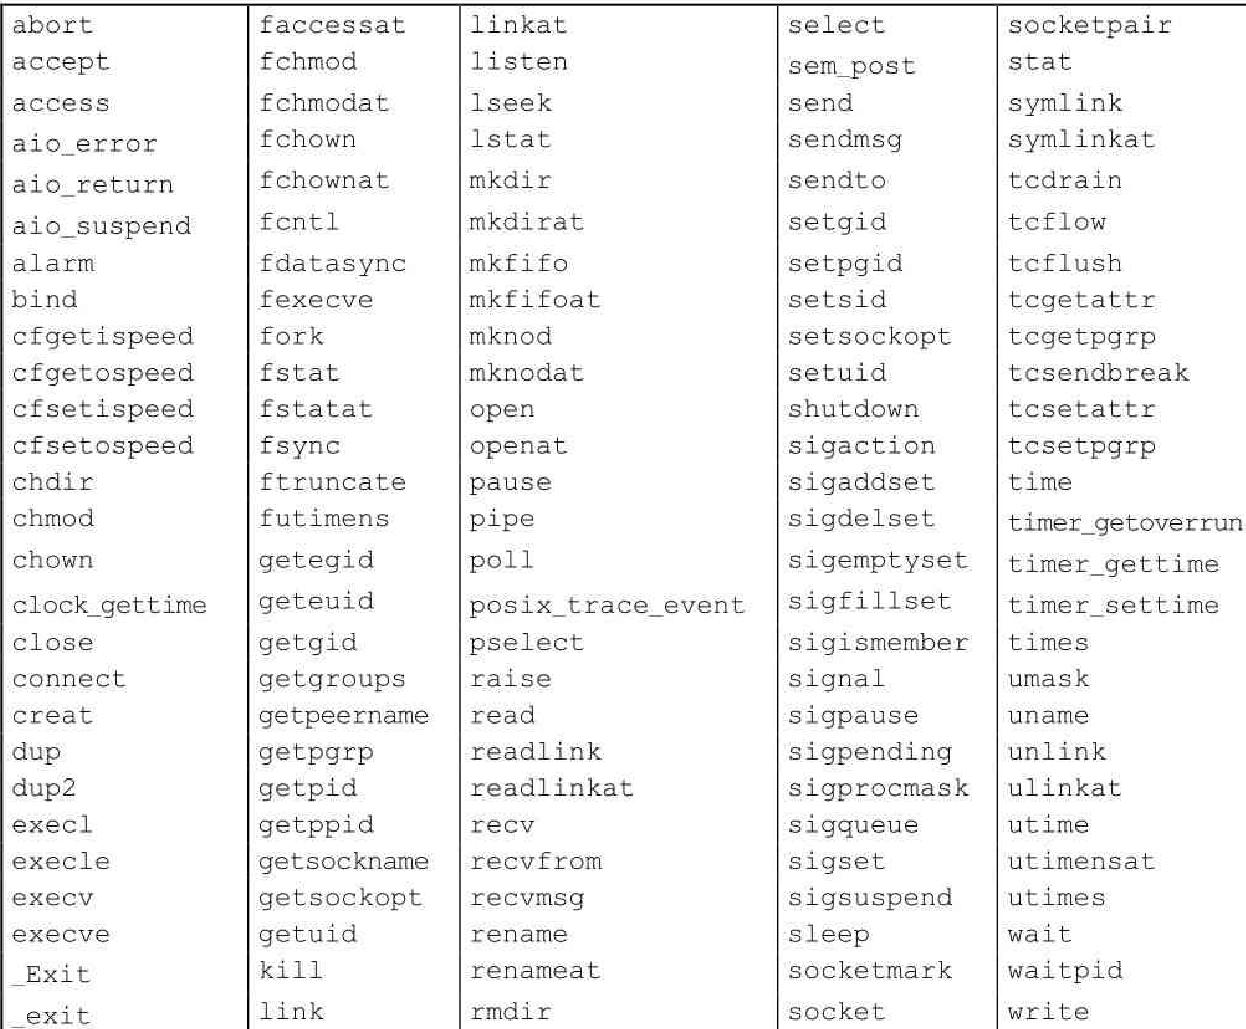 abort
accept
access
aio_error
aio_return
aio_suspend
alarm
bind
cfgetispeed
cfgetospeed
cfsetispeed
cfsetospeed
chdir
chmod
chown
clock_gettime
close
connect
creat
dup
dup2
execl
execle
execv
execve
_Exit
_exit
faccessat
fchmod
fchmodat
fchown
fchownat
fcntl
fdatasync
fexecve
fork
fstat
fstatat
fsync
ftruncate
futimens
getegid
geteuid
getgid
getgroups
getpeername
getpgrp
getpid
getppid
getsockname
getsockopt
getuid
kill
link
linkat
listen
lseek
lstat
mkdir
mkdirat
mkfifo
mkfifoat
mknod
mknodat
open
openat
pause
pipe
poll
posix_trace_event
pselect
raise
read
readlink
readlinkat
recv
recvfrom
recvmsg
rename
renameat
rmdir
select
sem_post
send
sendmsg
sendto
setgid
setpgid
setsid
setsockopt
setuid
shutdown
sigaction
sigaddset
sigdelset
sigemptyset
sigfillset
sigismember
signal
sigpause
sigpending
sigprocmask
sigqueue
sigset
sigsuspend
sleep
socketmark
socket
socketpair
stat
symlink
symlinkat
tcdrain
tcflow
tcflush
tcgetattr
tcgetpgrp
tcsendbreak
tcsetattr
tcsetpgrp
time
timer_getoverrun
timer_gettime
timer_settime
times
umask
uname
unlink
ulinkat
utime
utimensat
utimes
wait
waitpid
write